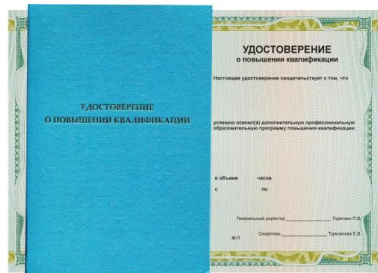 УДОСТОВЕРЕНИЕ
О ПОВЫШЕНИИ КВАЛИФИКАЦИИ
УДОСТОВЕРЕНИЕ
о повышении квалификации
Настоящее удостоверение свидетельствует о том, что
успешно освоил(а) дополнительную профессиональную
образовательную программу повышения квалификации:
в объеме часов
с по
Генеральный директор
М.П. Секретарь Турковская Е.В.